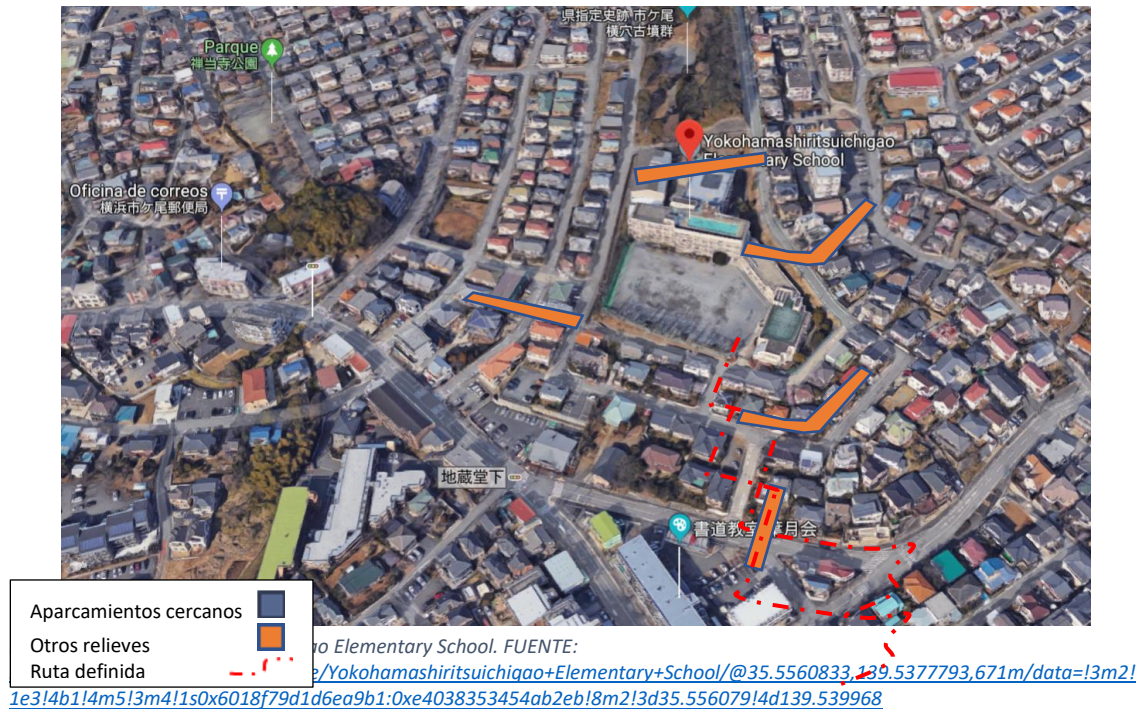 県指定史跡 市ケ尾
横穴古墳群
Parque
禅当寺公園
Yokohamashiritsuichigao
Elementary School
Oficina de correos
横浜市ケ尾郵便局
地蔵堂下
書道教室 葉月会
Aparcamientos cercanos
Otros relieves
Ruta definida
ao Elementary School. FUENTE:
e/Yokohamashiritsuichigao+Elementary+School/@35.5560833,139.5377793,671m/data=!3m2!
1e3!4b1!4m5!3m4!1s0x6018f79d1d6ea9b1:0xe4038353454ab2eb!8m2!3d35.556079!4d139.539968